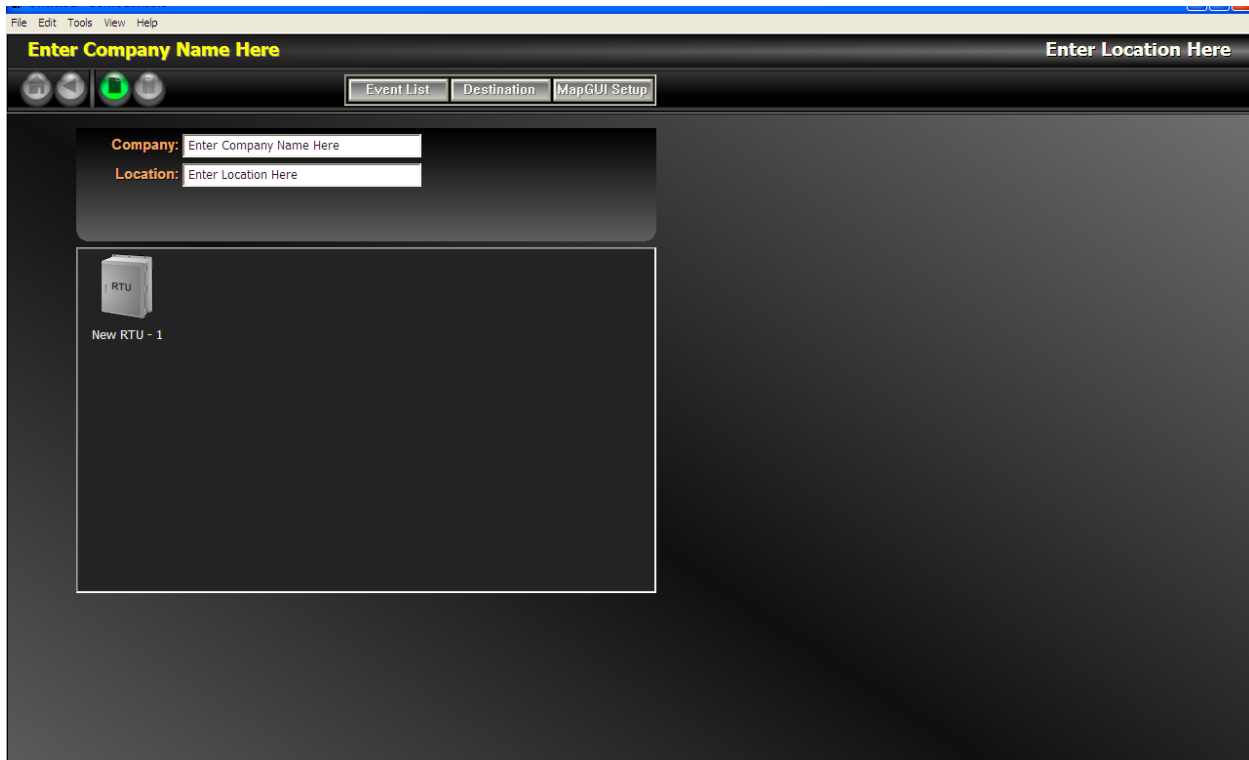 File Edit Tools View Help
Enter Company Name Here Enter Location Here
Event List Destination MapGUI Setup
Company: Enter Company Name Here
Location: Enter Location Here
RTU
New RTU - 1